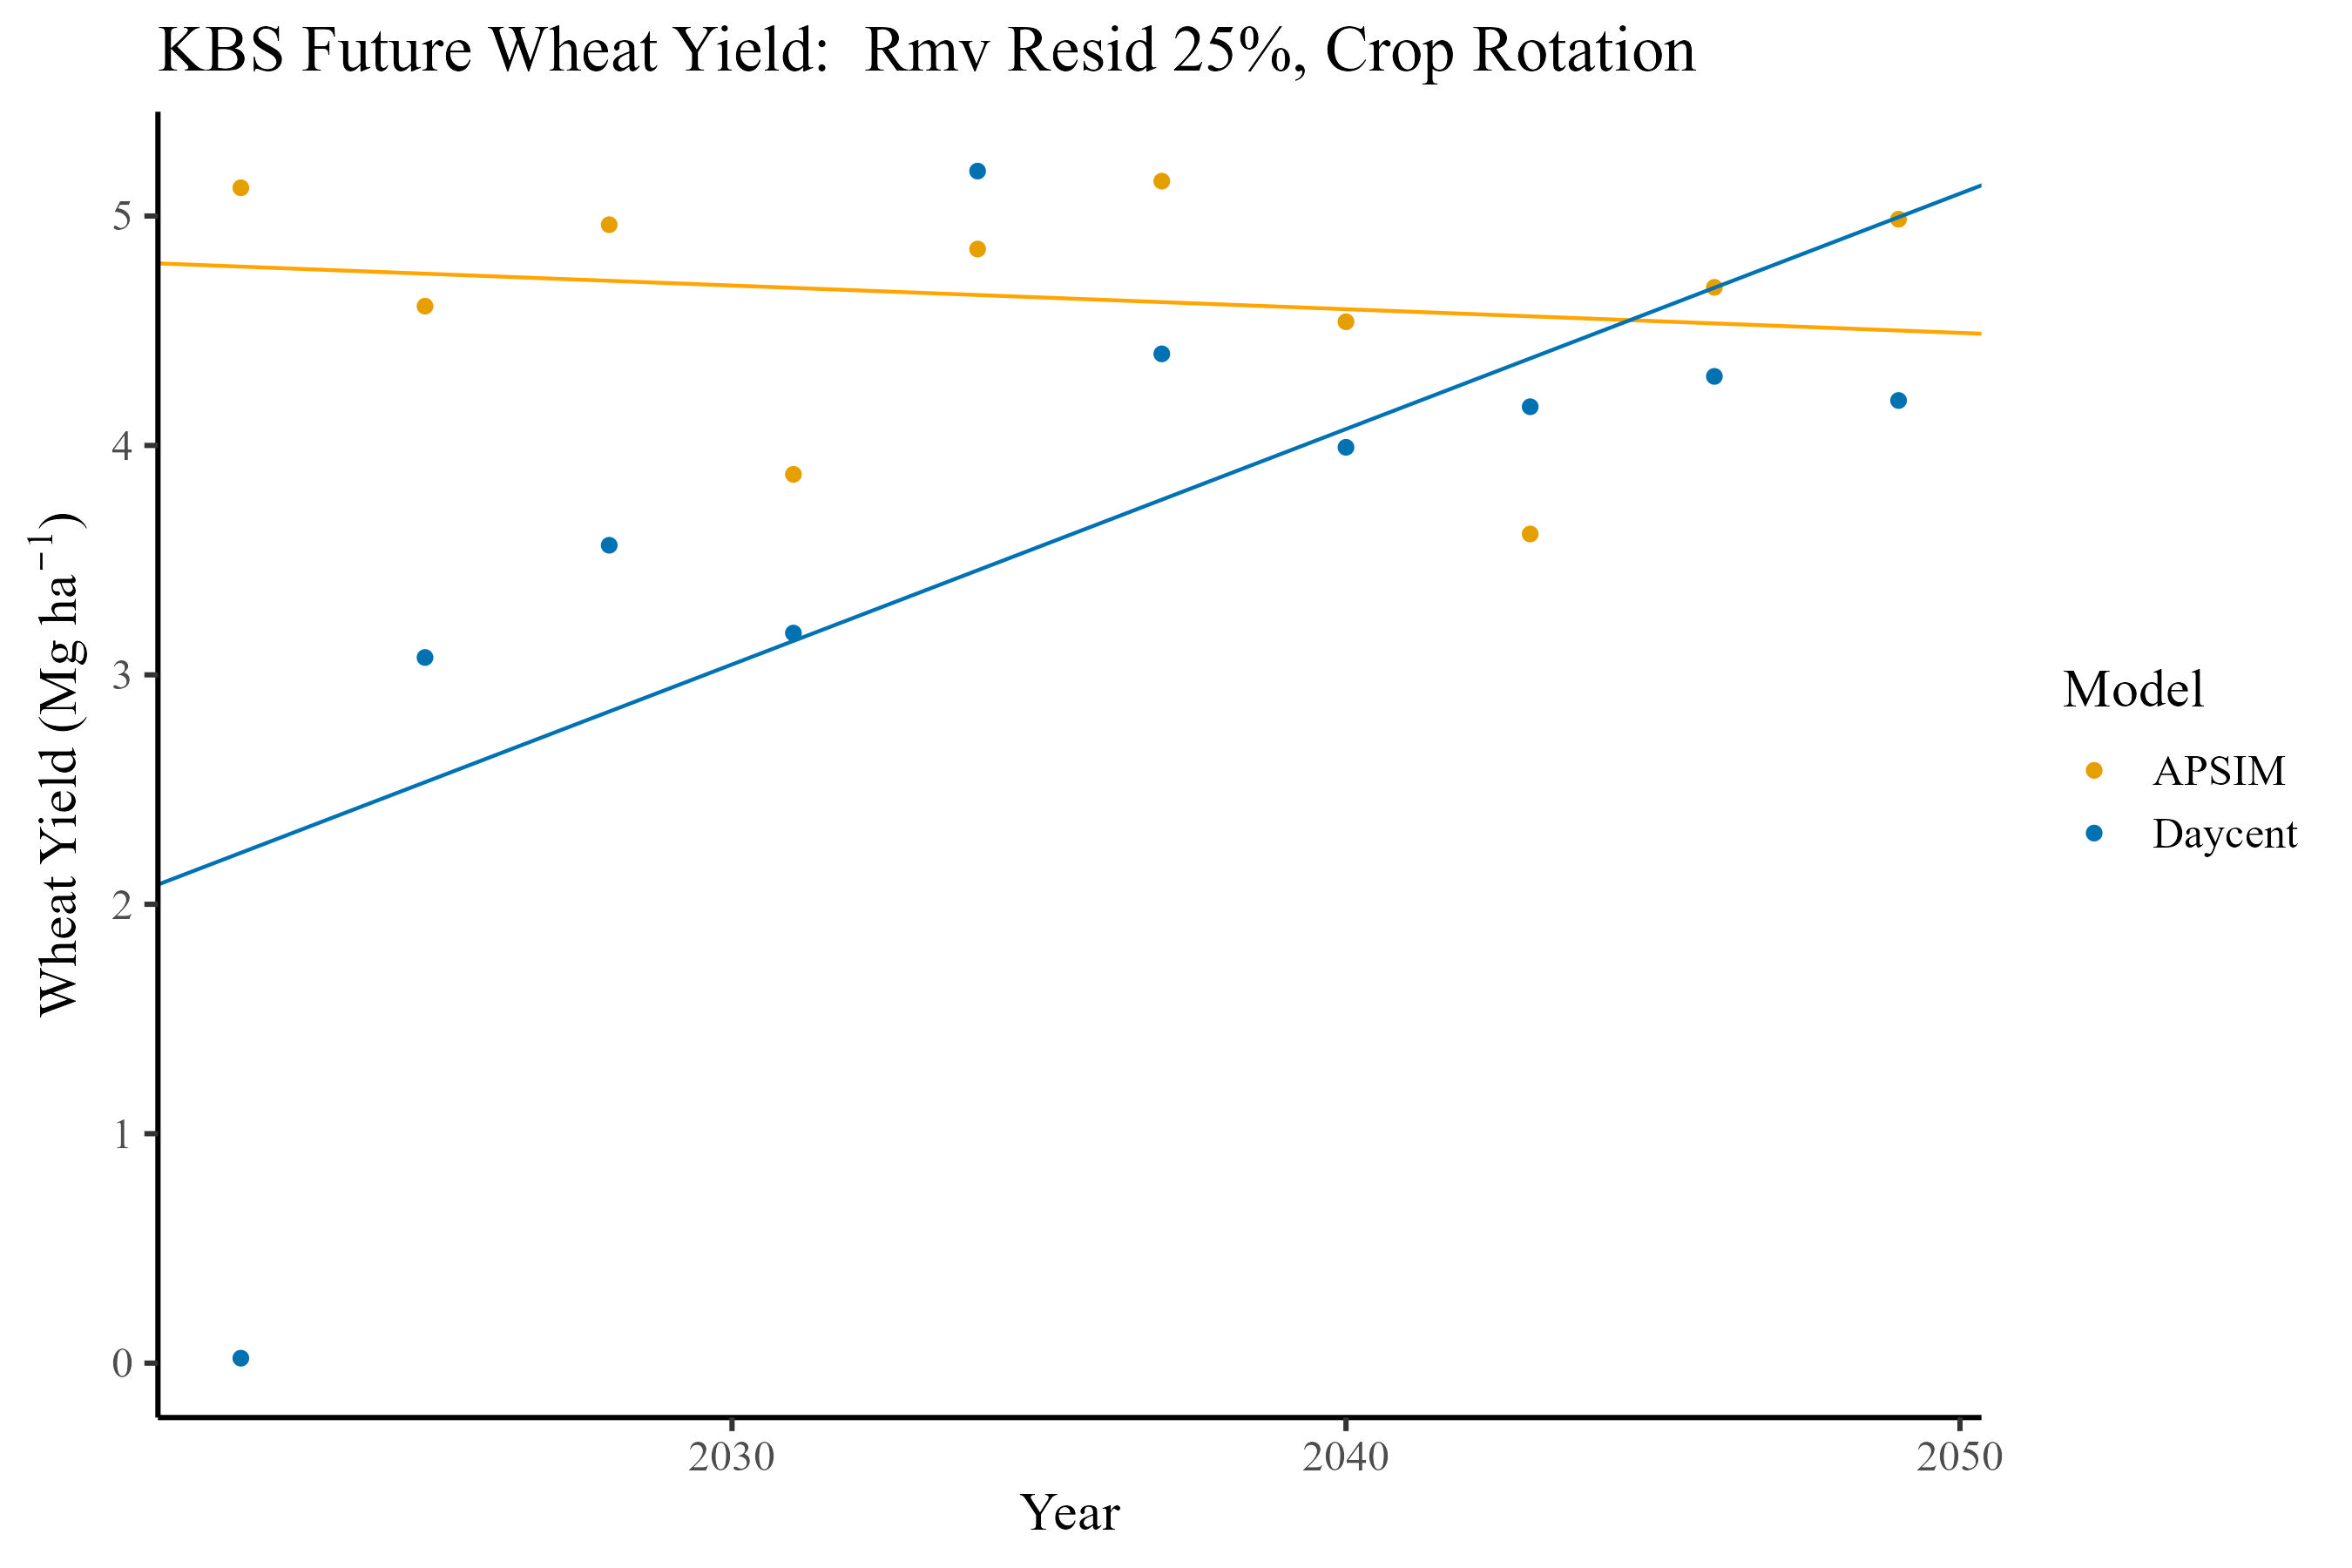 KBS Future Wheat Yield:  Rmv Resid 25%, Crop Rotation
Wheat Yield (Mg ha⁻¹)
5
4
3
2
1
0
2030
2040
2050
Year
Model
APSIM
Daycent